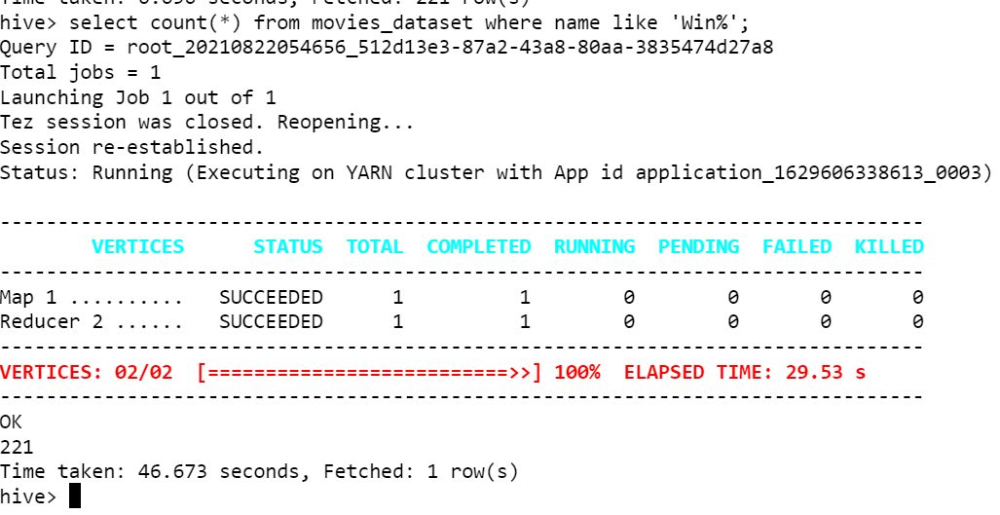 Time taken: 0.096 seconds, Fetched: 221 row(s)
hive> select count(*) from movies_dataset where name like 'Win%';
Query ID = root_20210822054656_512d13e3-87a2-43a8-80aa-3835474d27a8
Total jobs = 1
Launching Job 1 out of 1
Tez session was closed. Reopening...
Session re-established.
Status: Running (Executing on YARN cluster with App id application_1629606338613_0003)
--------------------------------------------------------------------------------
        VERTICES      STATUS  TOTAL  COMPLETED  RUNNING  PENDING  FAILED  KILLED
--------------------------------------------------------------------------------
Map 1 ..........   SUCCEEDED      1          1        0        0       0       0
Reducer 2 ......   SUCCEEDED      1          1        0        0       0       0
--------------------------------------------------------------------------------
VERTICES: 02/02  [==========================>>] 100%  ELAPSED TIME: 29.53 s
--------------------------------------------------------------------------------
OK
221
Time taken: 46.673 seconds, Fetched: 1 row(s)
hive>